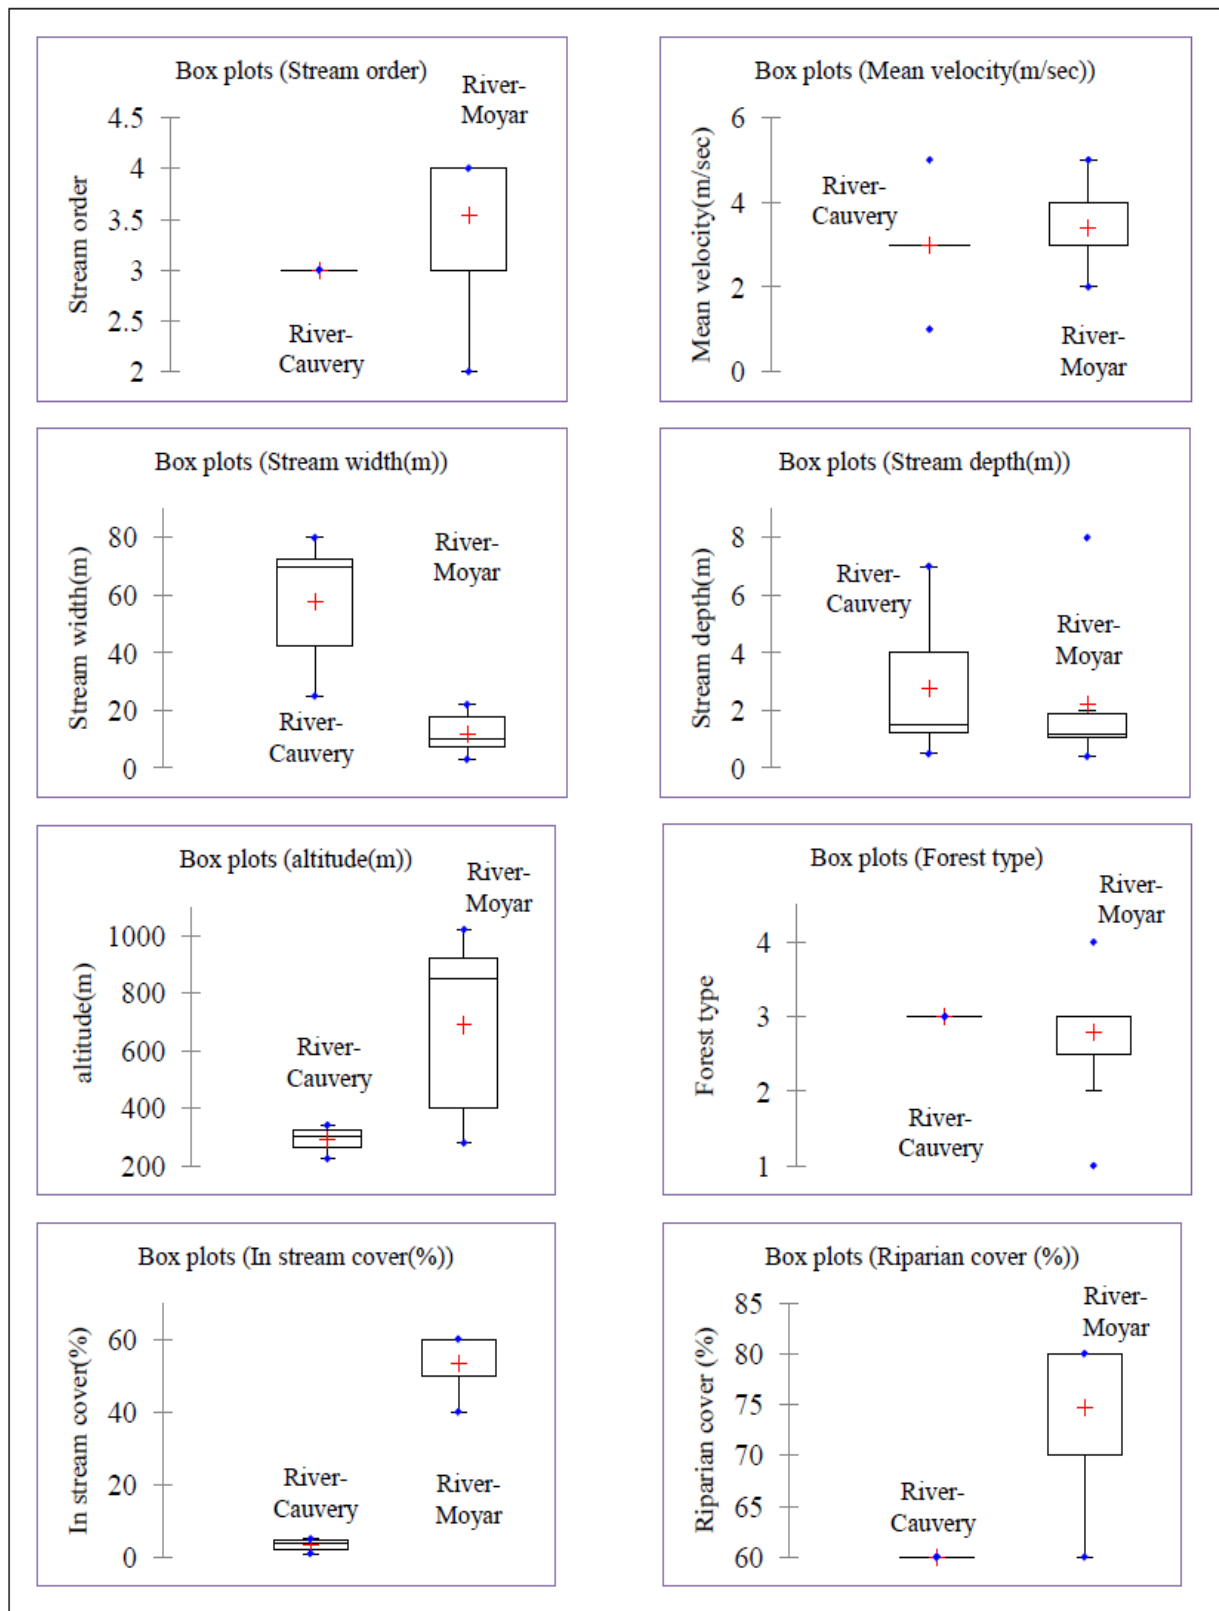 Box plots (Stream order)
River-
Moyar
Stream order
4.5
4
3.5
3
2.5
2
River-
Cauvery
Box plots (Mean velocity(m/sec))
Mean velocity(m/sec)
6
4
2
0
River-
Cauvery
River-
Moyar
Box plots (Stream width(m))
Stream width(m)
80
60
40
20
0
River-
Moyar
River-
Cauvery
Box plots (Stream depth(m))
Stream depth(m)
8
6
4
2
0
River-
Cauvery
River-
Moyar
Box plots (altitude(m))
River-
Moyar
altitude(m)
1000
800
600
400
200
River-
Cauvery
Box plots (Forest type)
River-
Moyar
Forest type
4
3
2
1
River-
Cauvery
Box plots (In stream cover(%))
In stream cover(%)
60
40
20
0
River-
Cauvery
River-
Moyar
Box plots (Riparian cover (%))
River-
Moyar
Riparian cover (%)
85
80
75
70
65
60
River-
Cauvery